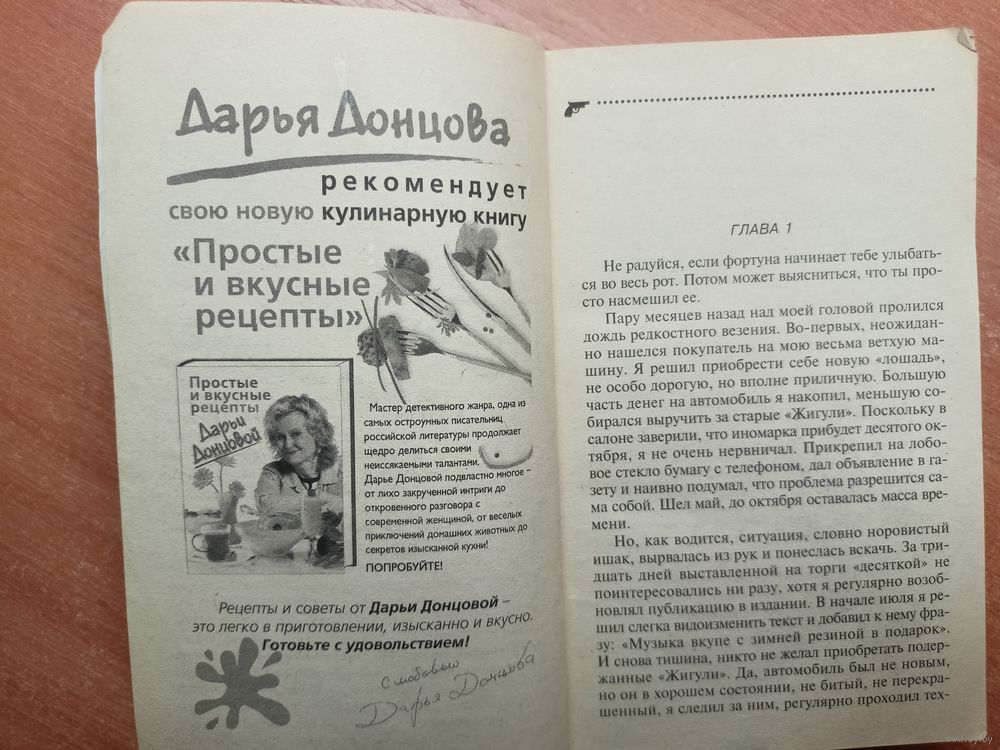 Дарья Донцова
рекомендует
свою новую кулинарную книгу
«Простые
и вкусные
рецепты»
Простые
и вкусные
рецепты
Дарьи
Донцовой
Мастер детективного жанра, одна из
самых остроумных писательниц
российской литературы продолжает
щедро делиться своими
неиссякаемыми талантами.
Дарье Донцовой подвластно многое –
от лихо закрученной интриги до
откровенного разговора с
современной женщиной, от веселых
приключений домашних животных до
секретов изысканной кухни!
ПОПРОБУЙТЕ!
Рецепты и советы от Дарьи Донцовой –
это легко в приготовлении, изысканно и вкусно.
Готовьте с удовольствием!
С любовью
Дарья Донцова
ГЛАВА 1
Не радуйся, если фортуна начинает тебе улыбать-
ся во весь рот. Потом может выясниться, что ты про-
сто насмешил ее.
Пару месяцев назад над моей головой пролился
дождь редкостного везения. Во-первых, неожидан-
но нашелся покупатель на мою весьма ветхую ма-
шину. Я решил приобрести себе новую «лошадь»,
не особо дорогую, но вполне приличную. Большую
часть денег на автомобиль я накопил, меньшую со-
бирался выручить за старые «Жигули». Поскольку в
салоне заверили, что иномарка прибудет десятого ок-
тября, я не очень нервничал. Прикрепил на лобо-
вое стекло бумагу с телефоном, дал объявление в га-
зету и наивно подумал, что проблема разрешится са-
ма собой. Шел май, до октября оставалась масса вре-
мени.
Но, как водится, ситуация, словно норовистый
ишак, вырвалась из рук и понеслась вскачь. За три-
дцать дней выставленной на торги «десяткой» не
поинтересовались ни разу, хотя я регулярно возоб-
новлял публикацию в издании. В начале июля я ре-
шил слегка видоизменить текст и добавил к нему фра-
зу: «Музыка вкупе с зимней резиной в подарок».
И снова тишина, никто не желал приобретать подер-
жанные «Жигули». Да, автомобиль был не новым,
но он в хорошем состоянии, не битый, не перекра-
шенный, я следил за ним, регулярно проходил тех-